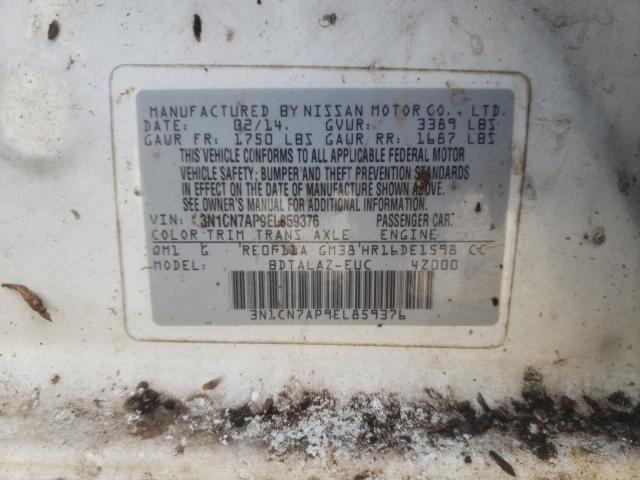 MANUFACTURED BY NISSAN MOTOR CO., LTD.
DATE: 02/14. GVWR: 3389 LBS
GAWR FR: 1750 LBS GAWR RR: 1687 LBS
THIS VEHICLE CONFORMS TO ALL APPLICABLE FEDERAL MOTOR
VEHICLE SAFETY, BUMPER AND THEFT PREVENTION STANDARDS
IN EFFECT ON THE DATE OF MANUFACTURE SHOWN ABOVE.
SEE OWNER'S MANUAL FOR ADDITIONAL INFORMATION.
VIN: 3N1CN7AP9EL859376 PASSENGER CAR
COLOR TRIM TRANS AXLE ENGINE
QM1 G RE0F11A GM38 HR16DE1598 CC
MODEL: BDTALAZ-EUC 4Z000
3N1CN7AP9EL859376